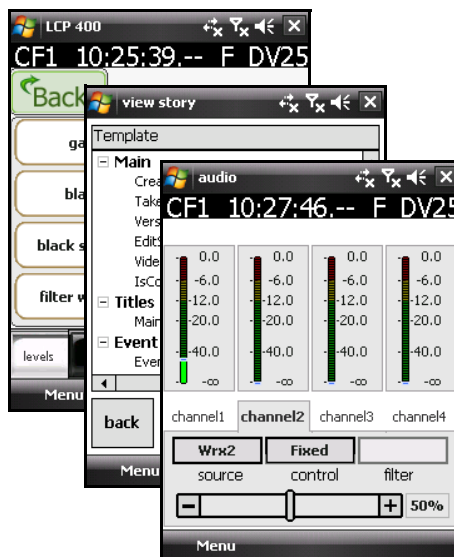 LCP 400
CF1 10:25:39.-- F DV25
Back
ga
bla
black s
filter w
levels
Menu
view story
Template
Main
Crea
Take
Vers
EditS
Vide
IsCo
Titles
Main
Event
Ever
back
Menu
audio
CF1 10:27:46.-- F DV25
0.0 0.0 0.0 0.0
-6.0 -6.0 -6.0 -6.0
-12.0 -12.0 -12.0 -12.0
-20.0 -20.0 -20.0 -20.0
-40.0 -40.0 -40.0 -40.0
-∞ -∞ -∞ -∞
channel1 channel2 channel3 channel4
Wrx2 Fixed
source control filter
- + 50%
Menu